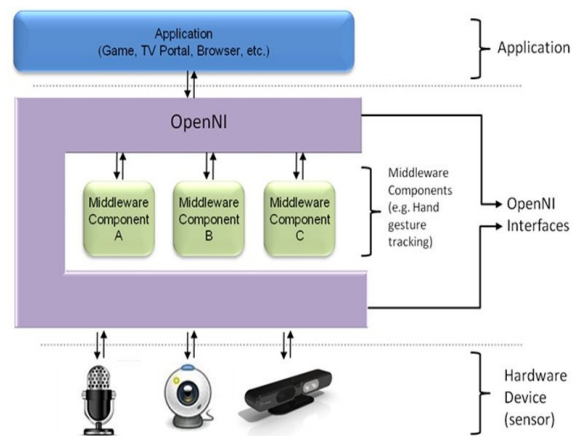 Application
(Game, TV Portal, Browser, etc.)
Application
OpenNI
Middleware
Component
A
Middleware
Component
B
Middleware
Component
C
Middleware
Components
(e.g. Hand
gesture
tracking)
OpenNI
Interfaces
Hardware
Device
(sensor)